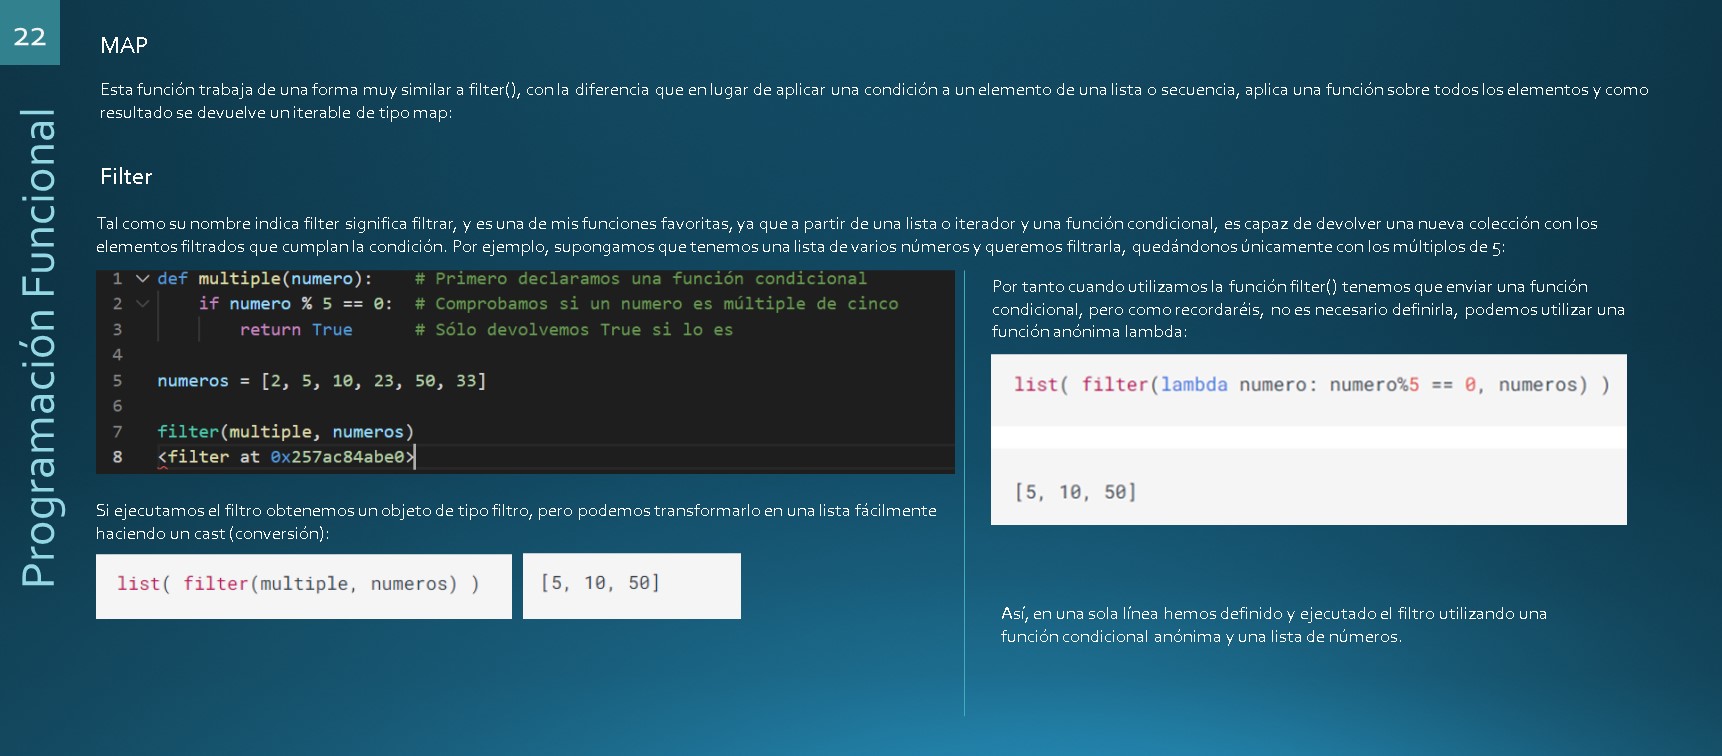 22
Programación Funcional
MAP
Esta función trabaja de una forma muy similar a filter(), con la diferencia que en lugar de aplicar una condición a un elemento de una lista o secuencia, aplica una función sobre todos los elementos y como
resultado se devuelve un iterable de tipo map:
Filter
Tal como su nombre indica filter significa filtrar, y es una de mis funciones favoritas, ya que a partir de una lista o iterador y una función condicional, es capaz de devolver una nueva colección con los
elementos filtrados que cumplan la condición. Por ejemplo, supongamos que tenemos una lista de varios números y queremos filtrarla, quedándonos únicamente con los múltiplos de 5:
1 def multiple(numero):    # Primero declaramos una función condicional
2     if numero % 5 == 0:  # Comprobamos si un numero es múltiple de cinco
3         return True      # Sólo devolvemos True si lo es
4
5 numeros = [2, 5, 10, 23, 50, 33]
6
7 filter(multiple, numeros)
8 <filter at 0x257ac84abe0>
Si ejecutamos el filtro obtenemos un objeto de tipo filtro, pero podemos transformarlo en una lista fácilmente
haciendo un cast (conversión):
list( filter(multiple, numeros) )
[5, 10, 50]
Por tanto cuando utilizamos la función filter() tenemos que enviar una función
condicional, pero como recordaréis, no es necesario definirla, podemos utilizar una
función anónima lambda:
list( filter(lambda numero: numero%5 == 0, numeros) )
[5, 10, 50]
Así, en una sola línea hemos definido y ejecutado el filtro utilizando una
función condicional anónima y una lista de números.